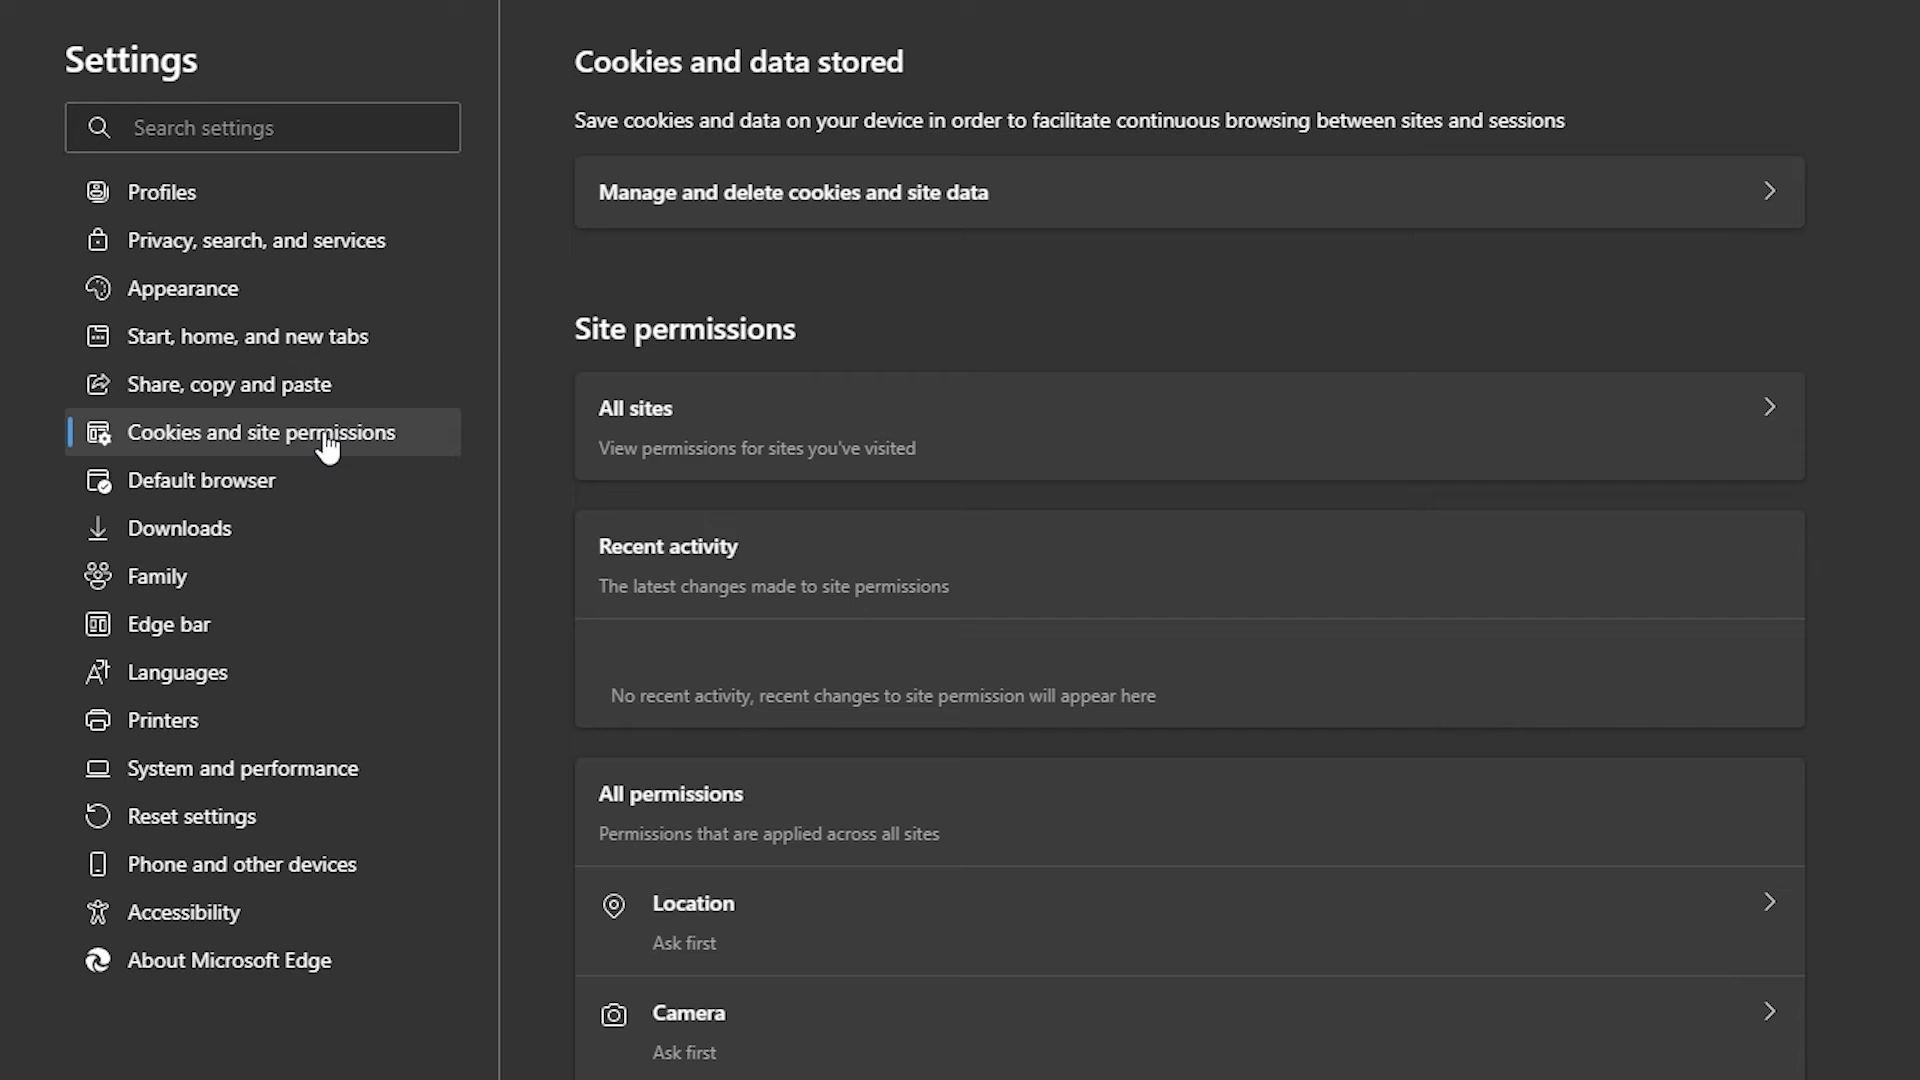 Settings
Search settings
Profiles
Privacy, search, and services
Appearance
Start, home, and new tabs
Share, copy and paste
Cookies and site permissions
Default browser
Downloads
Family
Edge bar
Languages
Printers
System and performance
Reset settings
Phone and other devices
Accessibility
About Microsoft Edge
Cookies and data stored
Save cookies and data on your device in order to facilitate continuous browsing between sites and sessions
Manage and delete cookies and site data
Site permissions
All sites
View permissions for sites you've visited
Recent activity
The latest changes made to site permissions
No recent activity, recent changes to site permission will appear here
All permissions
Permissions that are applied across all sites
Location
Ask first
Camera
Ask first